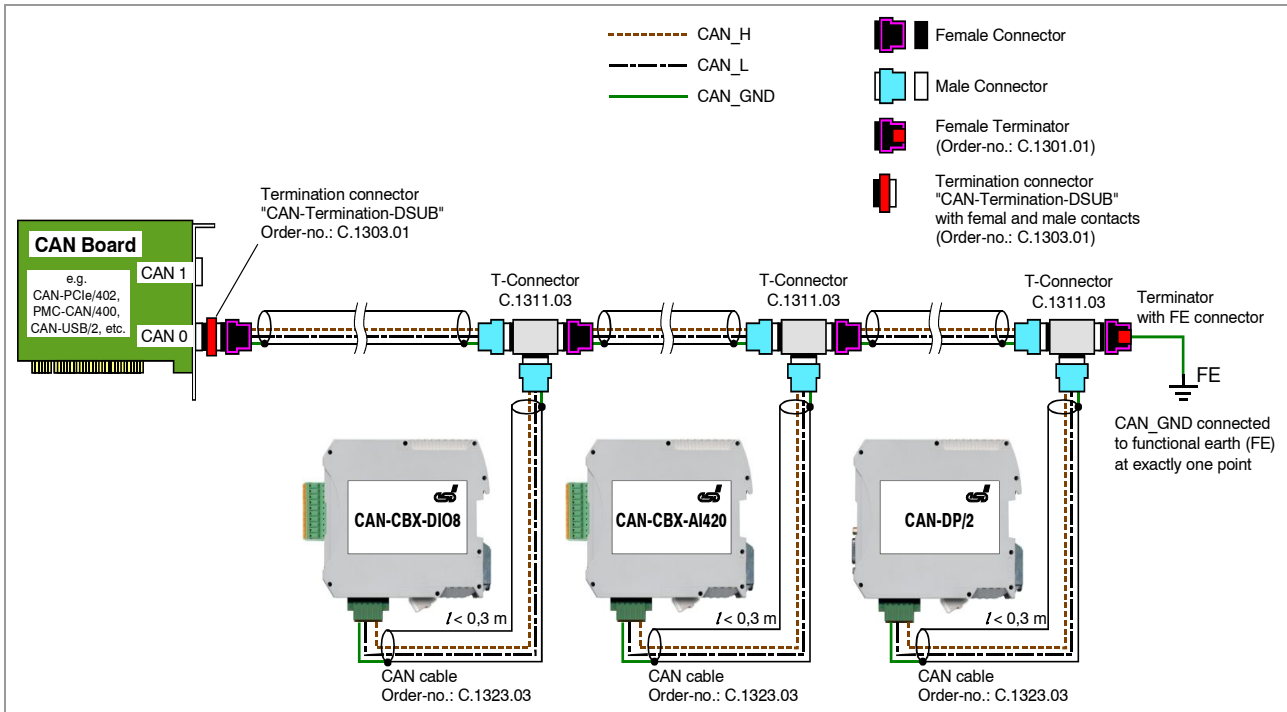 CAN_H
CAN_L
CAN_GND
Female Connector
Male Connector
Female Terminator
(Order-no.: C.1301.01)
Termination connector
"CAN-Termination-DSUB"
with femal and male contacts
(Order-no.: C.1303.01)
Termination connector
"CAN-Termination-DSUB"
Order-no.: C.1303.01
CAN Board
e.g.
CAN-PCIe/402,
PMC-CAN/400,
CAN-USB/2, etc.
CAN 1
CAN 0
T-Connector
C.1311.03
T-Connector
C.1311.03
T-Connector
C.1311.03
Terminator
with FE connector
FE
CAN_GND connected
to functional earth (FE)
at exactly one point
esd
CAN-CBX-DIO8
esd
CAN-CBX-AI420
esd
CAN-DP/2
l < 0,3 m
l < 0,3 m
l < 0,3 m
CAN cable
Order-no.: C.1323.03
CAN cable
Order-no.: C.1323.03
CAN cable
Order-no.: C.1323.03